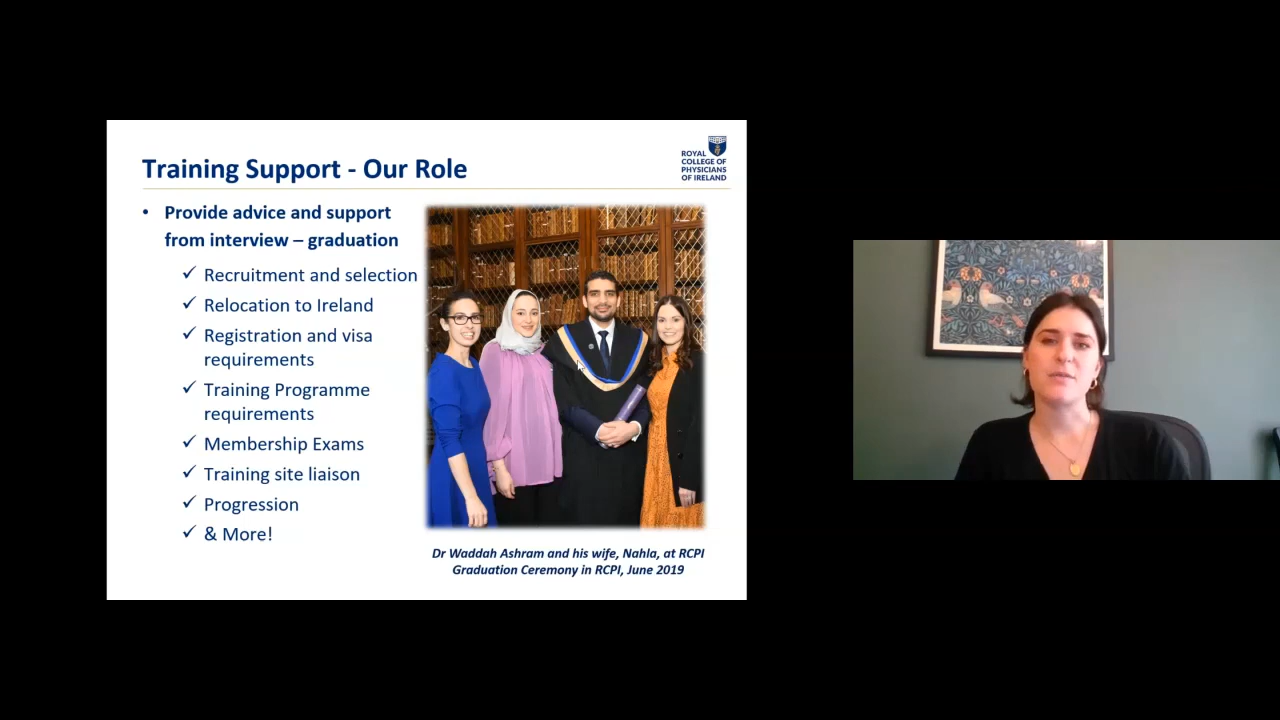 Training Support - Our Role
ROYAL
COLLEGE OF
PHYSICIANS
OF IRELAND
• Provide advice and support
from interview – graduation
✓ Recruitment and selection
✓ Relocation to Ireland
✓ Registration and visa
requirements
✓ Training Programme
requirements
✓ Membership Exams
✓ Training site liaison
✓ Progression
✓ & More!
Dr Waddah Ashram and his wife, Nahla, at RCPI
Graduation Ceremony in RCPI, June 2019